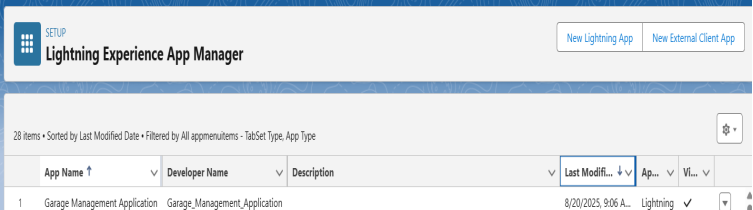 SETUP
Lightning Experience App Manager
New Lightning App
New External Client App
28 items • Sorted by Last Modified Date • Filtered by All appmenuitems - TabSet Type, App Type
App Name ↑ Developer Name Description Last Modifi... ↓ Ap... Vi...
1 Garage Management Application Garage_Management_Application 8/20/2025, 9:06 A... Lightning ✓